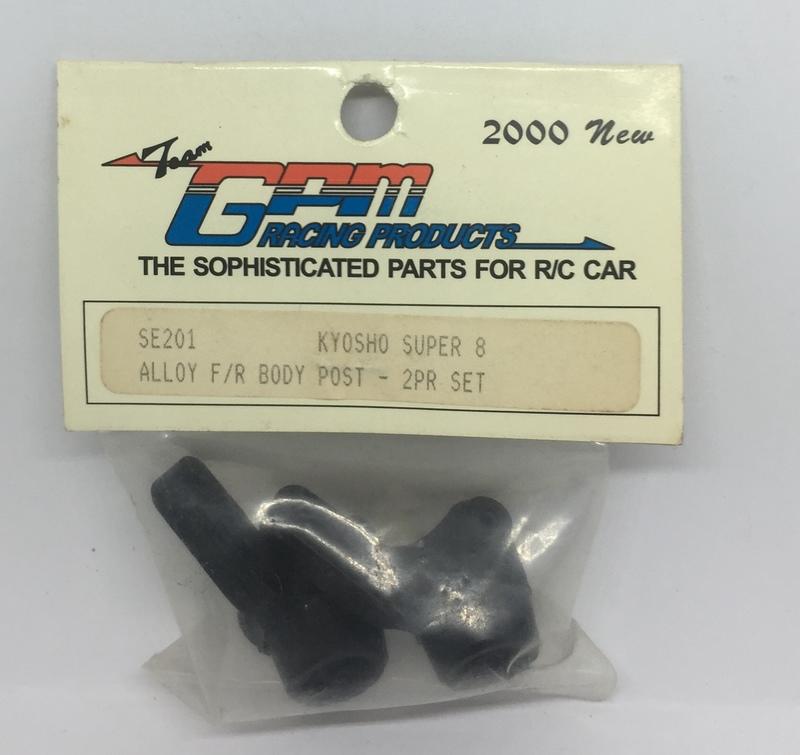 2000 New
Team
GPM
RACING PRODUCTS
THE SOPHISTICATED PARTS FOR R/C CAR
SE201 KYOSHO SUPER 8
ALLOY F/R BODY POST - 2PR SET